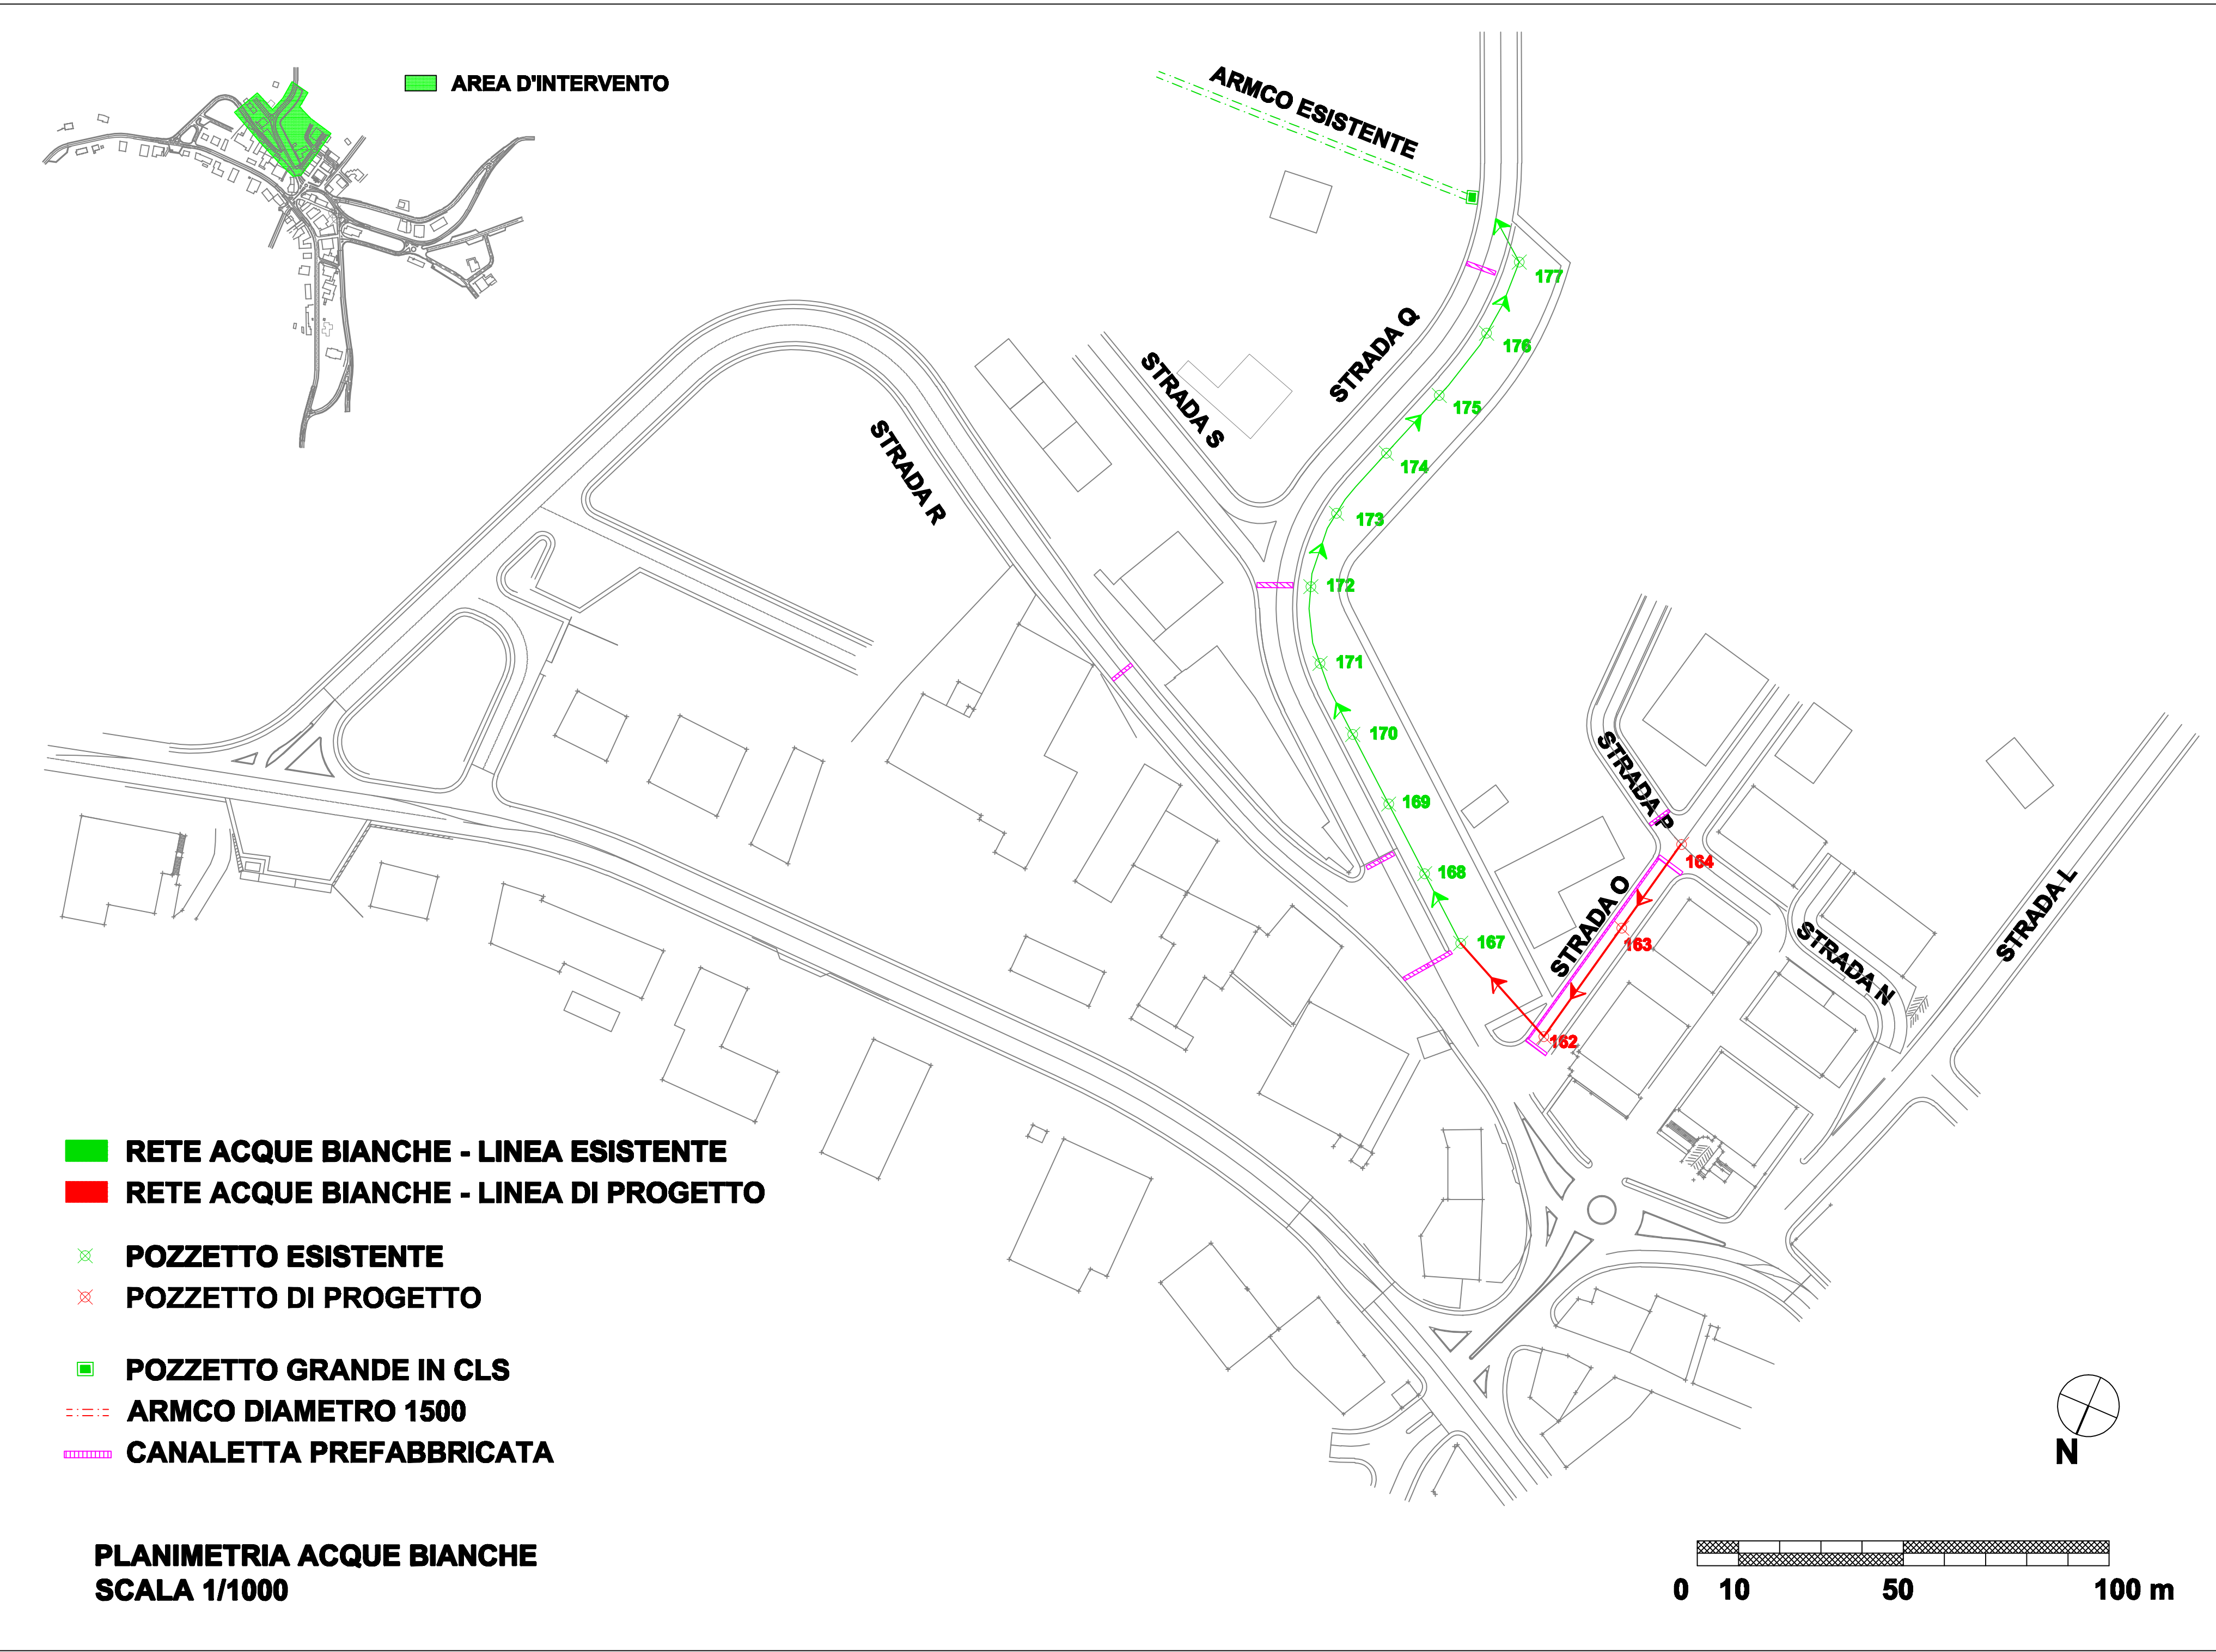 AREA D'INTERVENTO
ARMCO ESISTENTE
177
STRADA Q
176
STRADA S
175
STRADA R
174
173
172
171
170
STRADA P
169
164
168
STRADA O
STRADA L
163
167
STRADA N
162
RETE ACQUE BIANCHE - LINEA ESISTENTE
RETE ACQUE BIANCHE - LINEA DI PROGETTO
POZZETTO ESISTENTE
POZZETTO DI PROGETTO
POZZETTO GRANDE IN CLS
ARMCO DIAMETRO 1500
CANALETTA PREFABBRICATA
N
PLANIMETRIA ACQUE BIANCHE
SCALA 1/1000
0 10 50 100 m